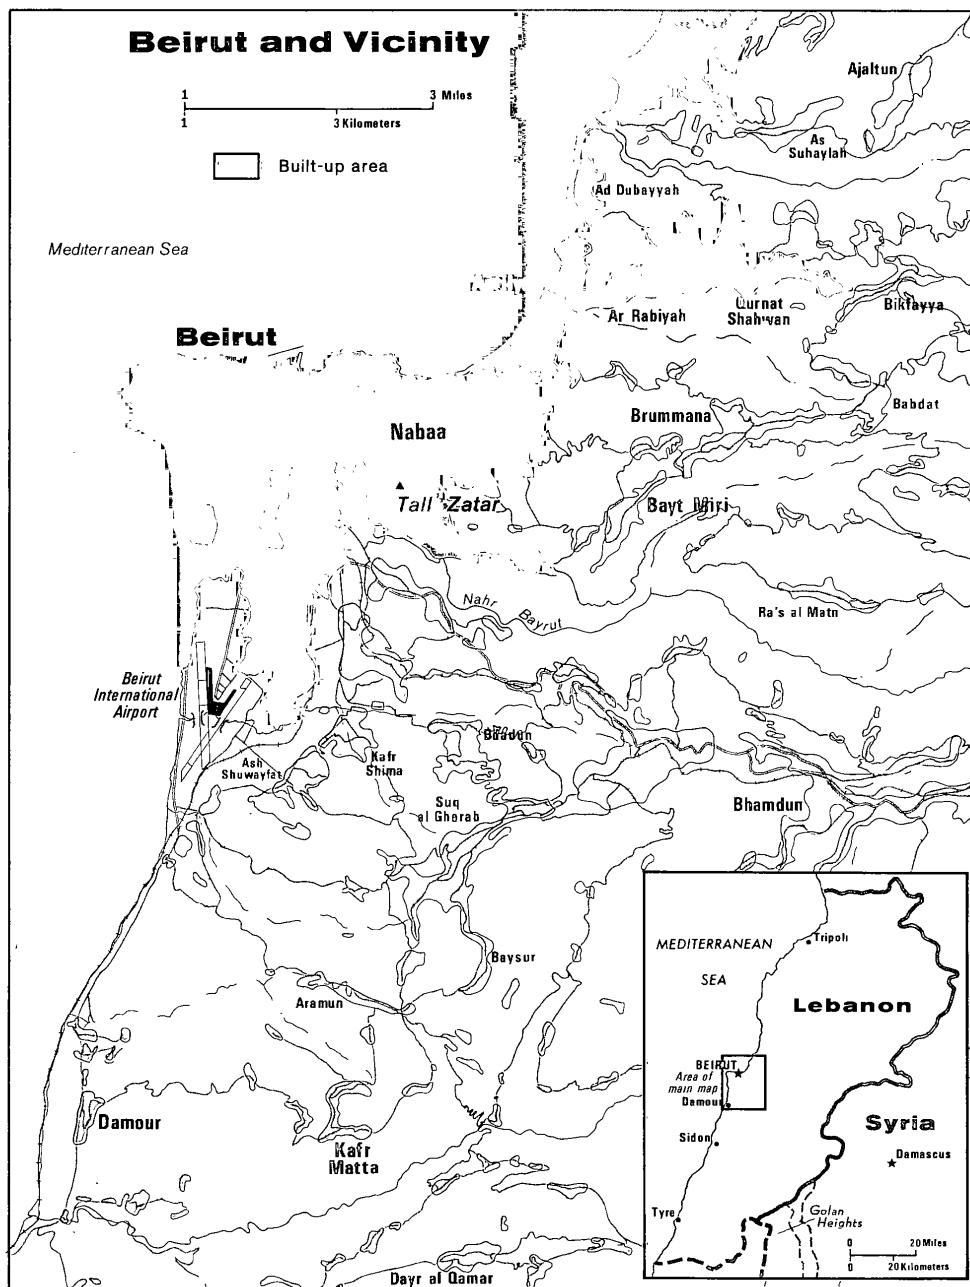 Beirut and Vicinity
1 3 Miles
1 3 Kilometers
Built-up area
Mediterranean Sea
Ajaltun
As
Suhaylah
Ad Dubayyah
Ar Rabiyah
Qurnat
Shahwan
Bikfayya
Beirut
Babdat
Brummana
Nabaa
Tall Zatar
Bayt Miri
Nahr Bayrut
Ra's al Matn
Beirut
International
Airport
Ash
Shuwayfat
Kafr
Shima
Suq
al Gharab
Bhamdun
Baysur
Aramun
Damour
Kafr
Matta
Dayr al Qamar
MEDITERRANEAN
SEA
Tripoli
Lebanon
BEIRUT
Area of
main map
Damour
Sidon
Syria
Damascus
Tyre
Golan
Heights
0 20 Miles
0 20 Kilometers